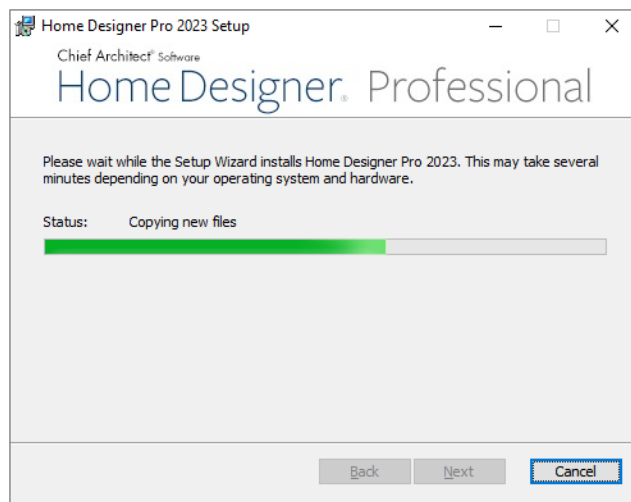 Home Designer Pro 2023 Setup
Chief Architect® Software
Home Designer® Professional
Please wait while the Setup Wizard installs Home Designer Pro 2023. This may take several
minutes depending on your operating system and hardware.
Status: Copying new files
Back Next Cancel